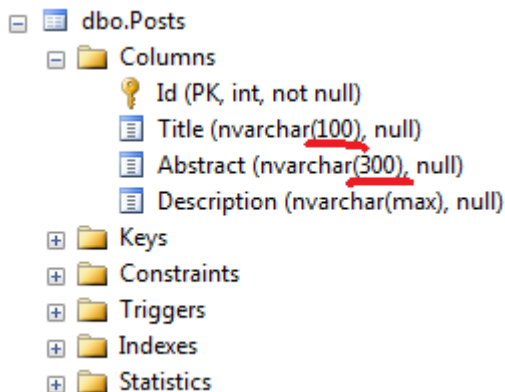 dbo.Posts
Columns
Id (PK, int, not null)
Title (nvarchar(100), null)
Abstract (nvarchar(300), null)
Description (nvarchar(max), null)
Keys
Constraints
Triggers
Indexes
Statistics